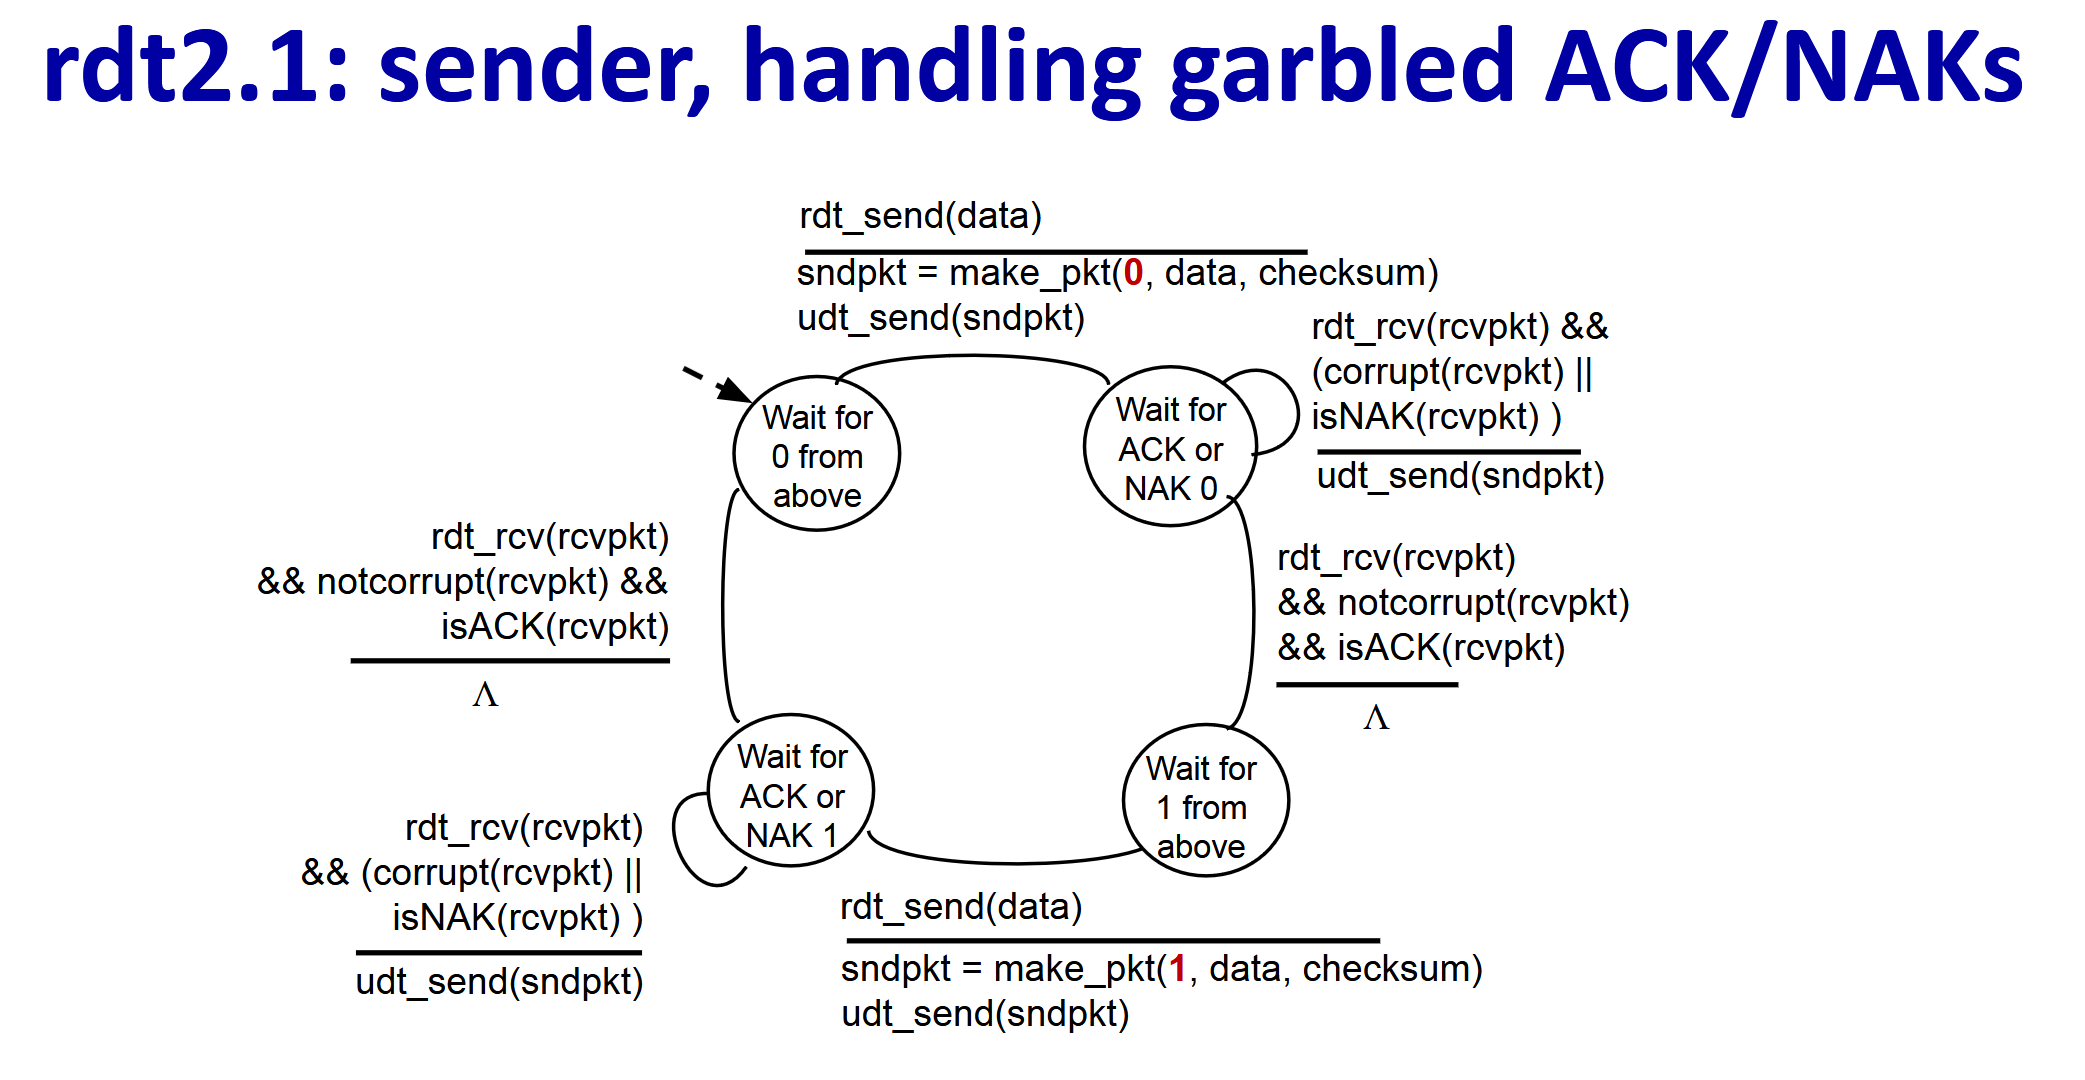 rdt2.1: sender, handling garbled ACK/NAKs
rdt_send(data)
sndpkt = make_pkt(0, data, checksum)
udt_send(sndpkt)
rdt_rcv(rcvpkt) &&
(corrupt(rcvpkt) ||
isNAK(rcvpkt) )
udt_send(sndpkt)
Wait for
0 from
above
Wait for
ACK or
NAK 0
rdt_rcv(rcvpkt)
&& notcorrupt(rcvpkt) &&
isACK(rcvpkt)
Λ
rdt_rcv(rcvpkt)
&& notcorrupt(rcvpkt)
&& isACK(rcvpkt)
Λ
Wait for
ACK or
NAK 1
Wait for
1 from
above
rdt_rcv(rcvpkt)
&& (corrupt(rcvpkt) ||
isNAK(rcvpkt) )
udt_send(sndpkt)
rdt_send(data)
sndpkt = make_pkt(1, data, checksum)
udt_send(sndpkt)